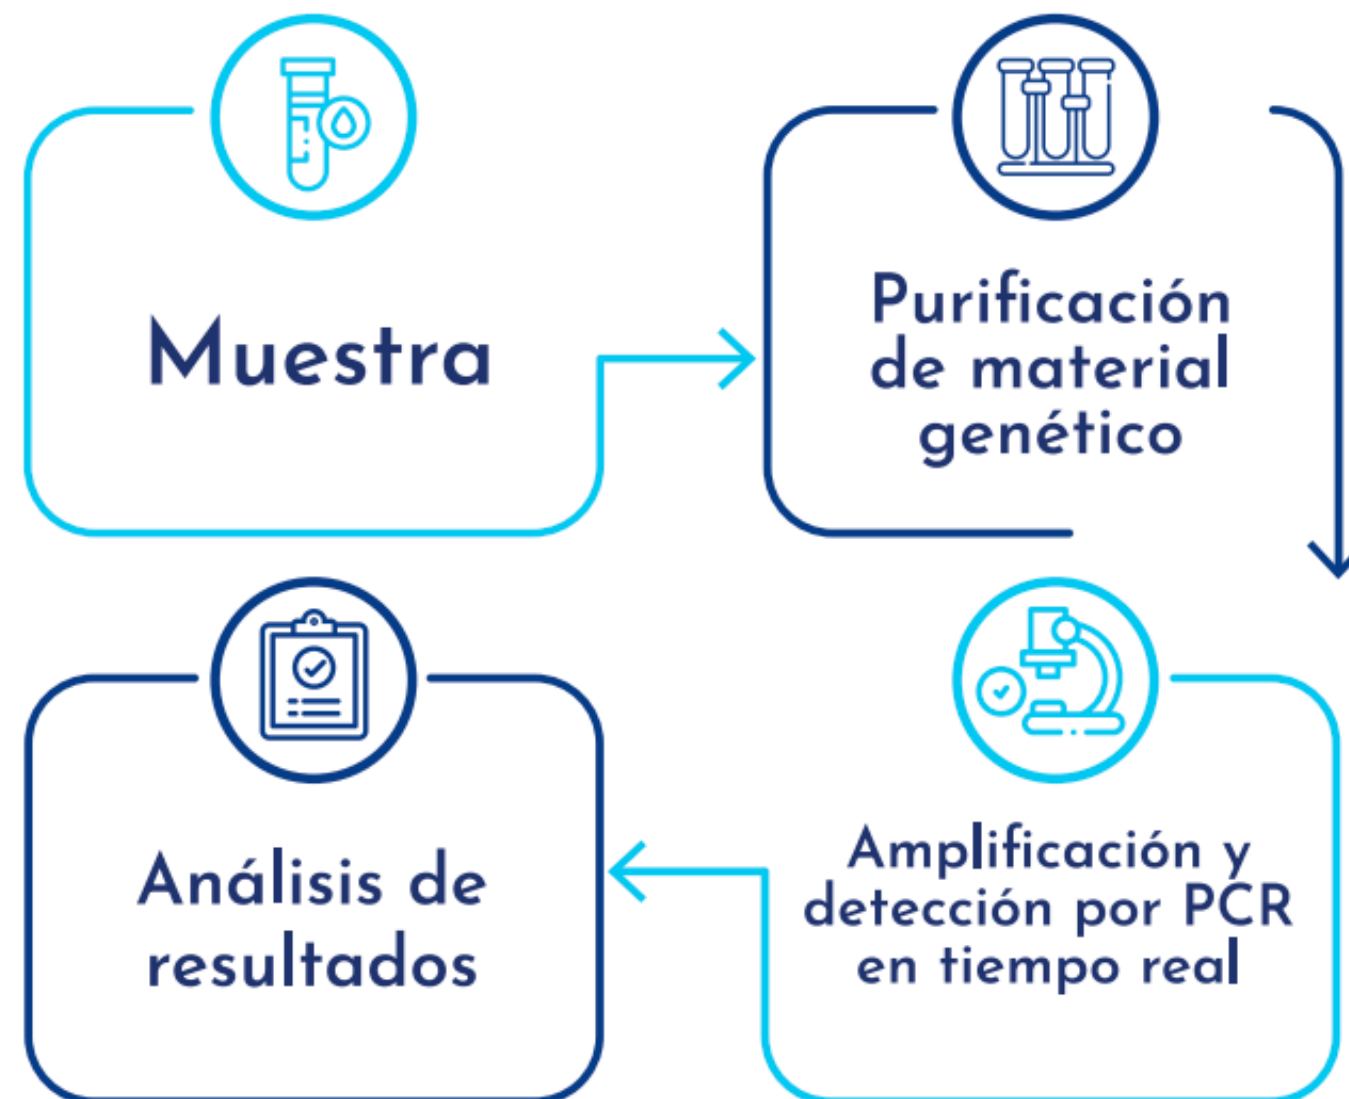 Muestra
Purificación
de material
genético
Amplificación y
detección por PCR
en tiempo real
Análisis de
resultados